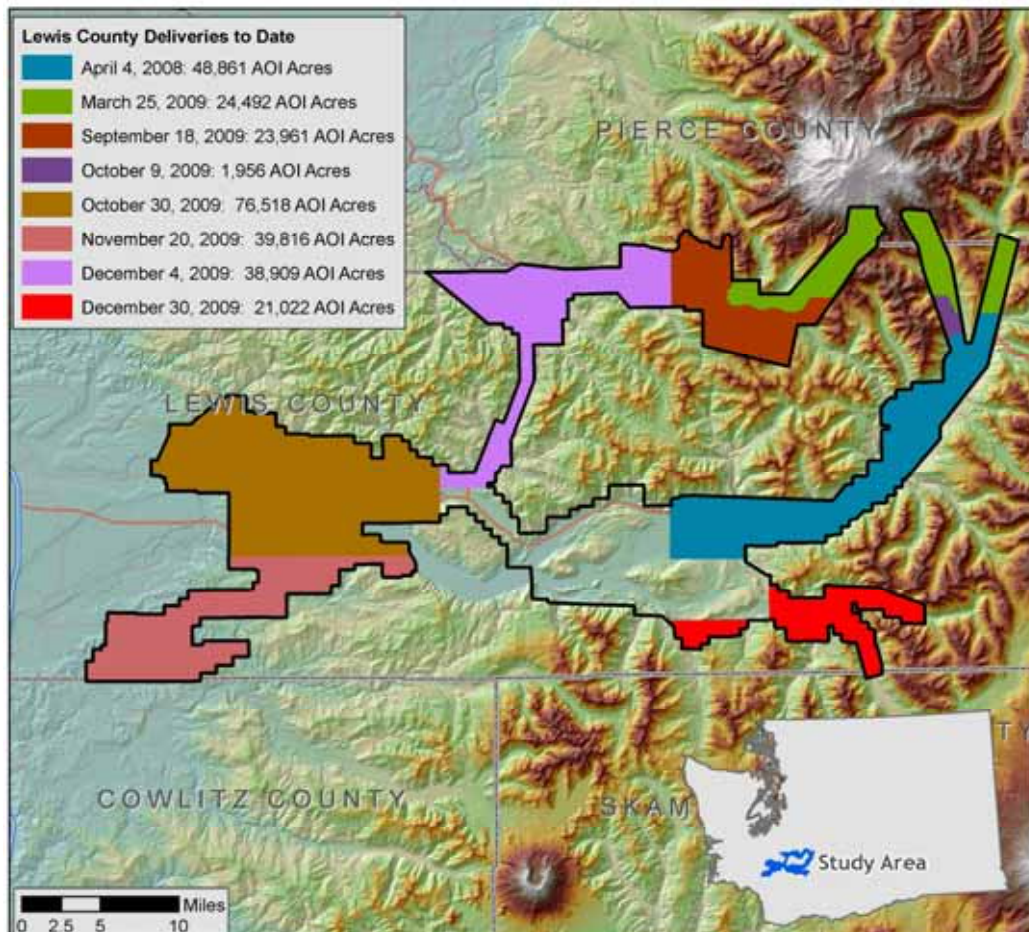 Lewis County Deliveries to Date
April 4, 2008: 48,861 AOI Acres
March 25, 2009: 24,492 AOI Acres
September 18, 2009: 23,961 AOI Acres
October 9, 2009: 1,956 AOI Acres
October 30, 2009: 76,518 AOI Acres
November 20, 2009: 39,816 AOI Acres
December 4, 2009: 38,909 AOI Acres
December 30, 2009: 21,022 AOI Acres
PIERCE COUNTY
LEWIS COUNTY
COWLITZ COUNTY
SKAM
TY
Study Area
Miles
0 2.5 5 10